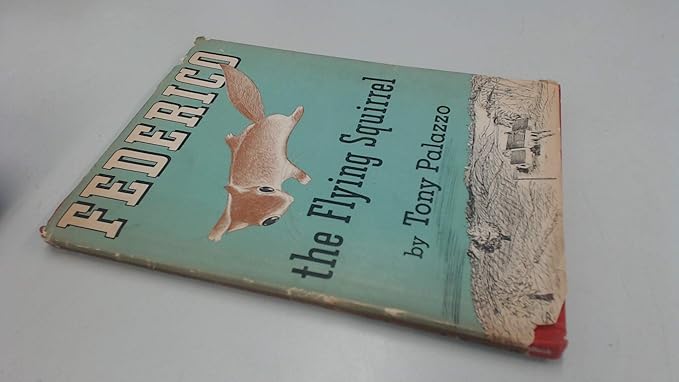 FEDERICO
the Flying Squirrel
by Tony Palazzo